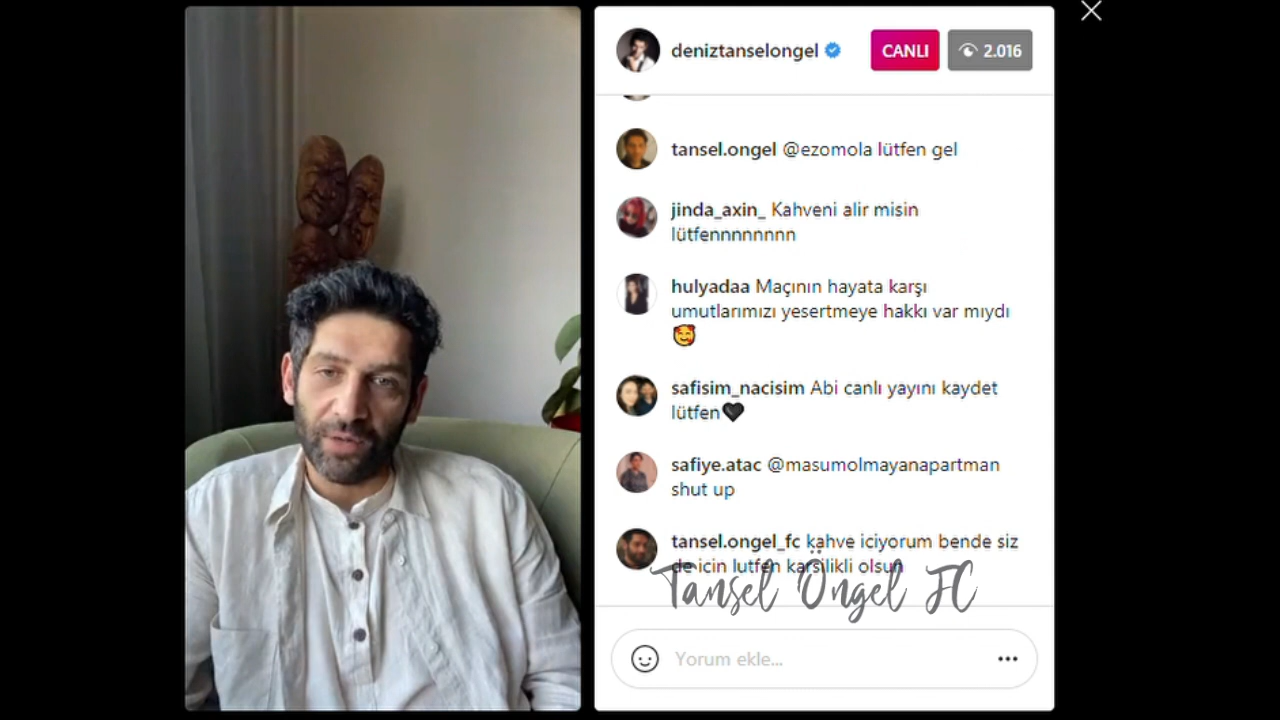 deniztanselongel
CANLI
2.016
tansel.ongel @ezomola lütfen gel
jinda_axin_ Kahveni alir misin
lütfennnnnnnn
hulyadaa Maçının hayata karşı
umutlarımızı yesertmeye hakkı var mıydı
🥰
safisim_nacisim Abi canlı yayını kaydet
lütfen🖤
safiye.atac @masumolmayanapartman
shut up
tansel.ongel_fc kahve iciyorum bende siz
de icin lutfen karsilikli olsun
Tansel Öngel FC
Yorum ekle...